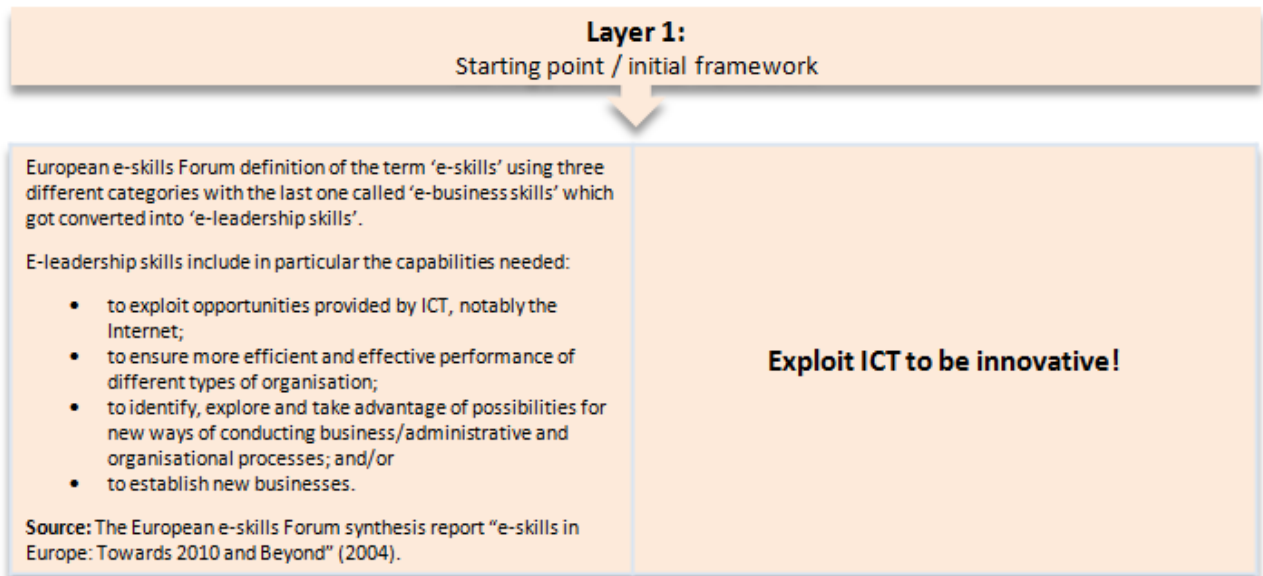 Layer 1:
Starting point / initial framework
European e-skills Forum definition of the term ‘e-skills’ using three
different categories with the last one called ‘e-business skills’ which
got converted into ‘e-leadership skills’.
E-leadership skills include in particular the capabilities needed:
• to exploit opportunities provided by ICT, notably the
Internet;
• to ensure more efficient and effective performance of
different types of organisation;
• to identify, explore and take advantage of possibilities for
new ways of conducting business/administrative and
organisational processes; and/or
• to establish new businesses.
Source: The European e-skills Forum synthesis report “e-skills in
Europe: Towards 2010 and Beyond” (2004).
Exploit ICT to be innovative!